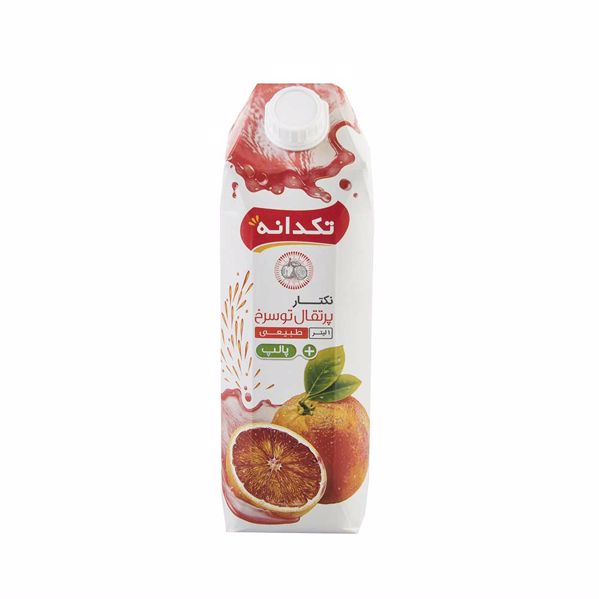 تکدانه
نکتار
پرتقال توسرخ
۱ لیتر طبیعی
+ پالپ